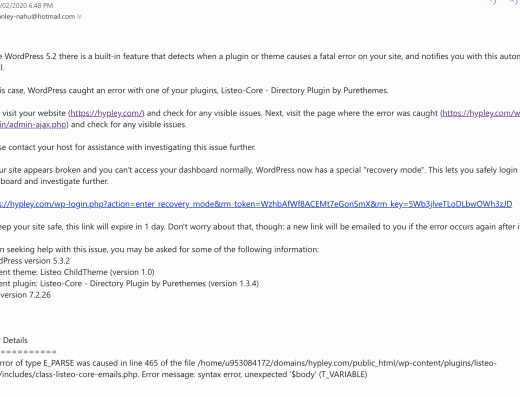 /02/2020 6:48 PM
nley-nahu@hotmail.com
e WordPress 5.2 there is a built-in feature that detects when a plugin or theme causes a fatal error on your site, and notifies you with this autom
l.
is case, WordPress caught an error with one of your plugins, Listeo-Core - Directory Plugin by Purethemes.
visit your website (https://hypley.com/) and check for any visible issues. Next, visit the page where the error was caught (https://hypley.com/w
in/admin-ajax.php) and check for any visible issues.
se contact your host for assistance with investigating this issue further.
ur site appears broken and you can't access your dashboard normally, WordPress now has a special "recovery mode". This lets you safely login
board and investigate further.
s://hypley.com/wp-login.php?action=enter_recovery_mode&rm_token=WzhbAfWf8ACEMt7eGonSmX&rm_key=5Wb3jlveTLoDLbwOWh3zJD
eep your site safe, this link will expire in 1 day. Don't worry about that, though: a new link will be emailed to you if the error occurs again after i
n seeking help with this issue, you may be asked for some of the following information:
dPress version 5.3.2
ent theme: Listeo ChildTheme (version 1.0)
ent plugin: Listeo-Core - Directory Plugin by Purethemes (version 1.3.4)
version 7.2.26
Details
===========
rror of type E_PARSE was caused in line 465 of the file /home/u953084172/domains/hypley.com/public_html/wp-content/plugins/listeo-
/includes/class-listeo-core-emails.php. Error message: syntax error, unexpected '$body' (T_VARIABLE)